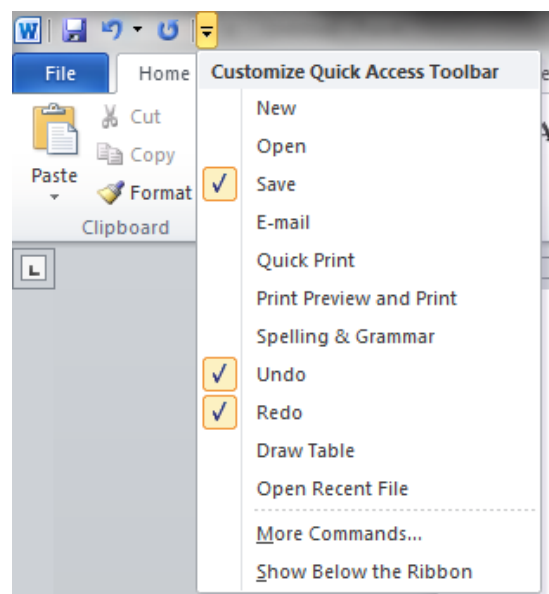 W
File Home Customize Quick Access Toolbar
Cut
Copy
Paste
Format
Clipboard
New
Open
Save
E-mail
Quick Print
Print Preview and Print
Spelling & Grammar
Undo
Redo
Draw Table
Open Recent File
More Commands...
Show Below the Ribbon